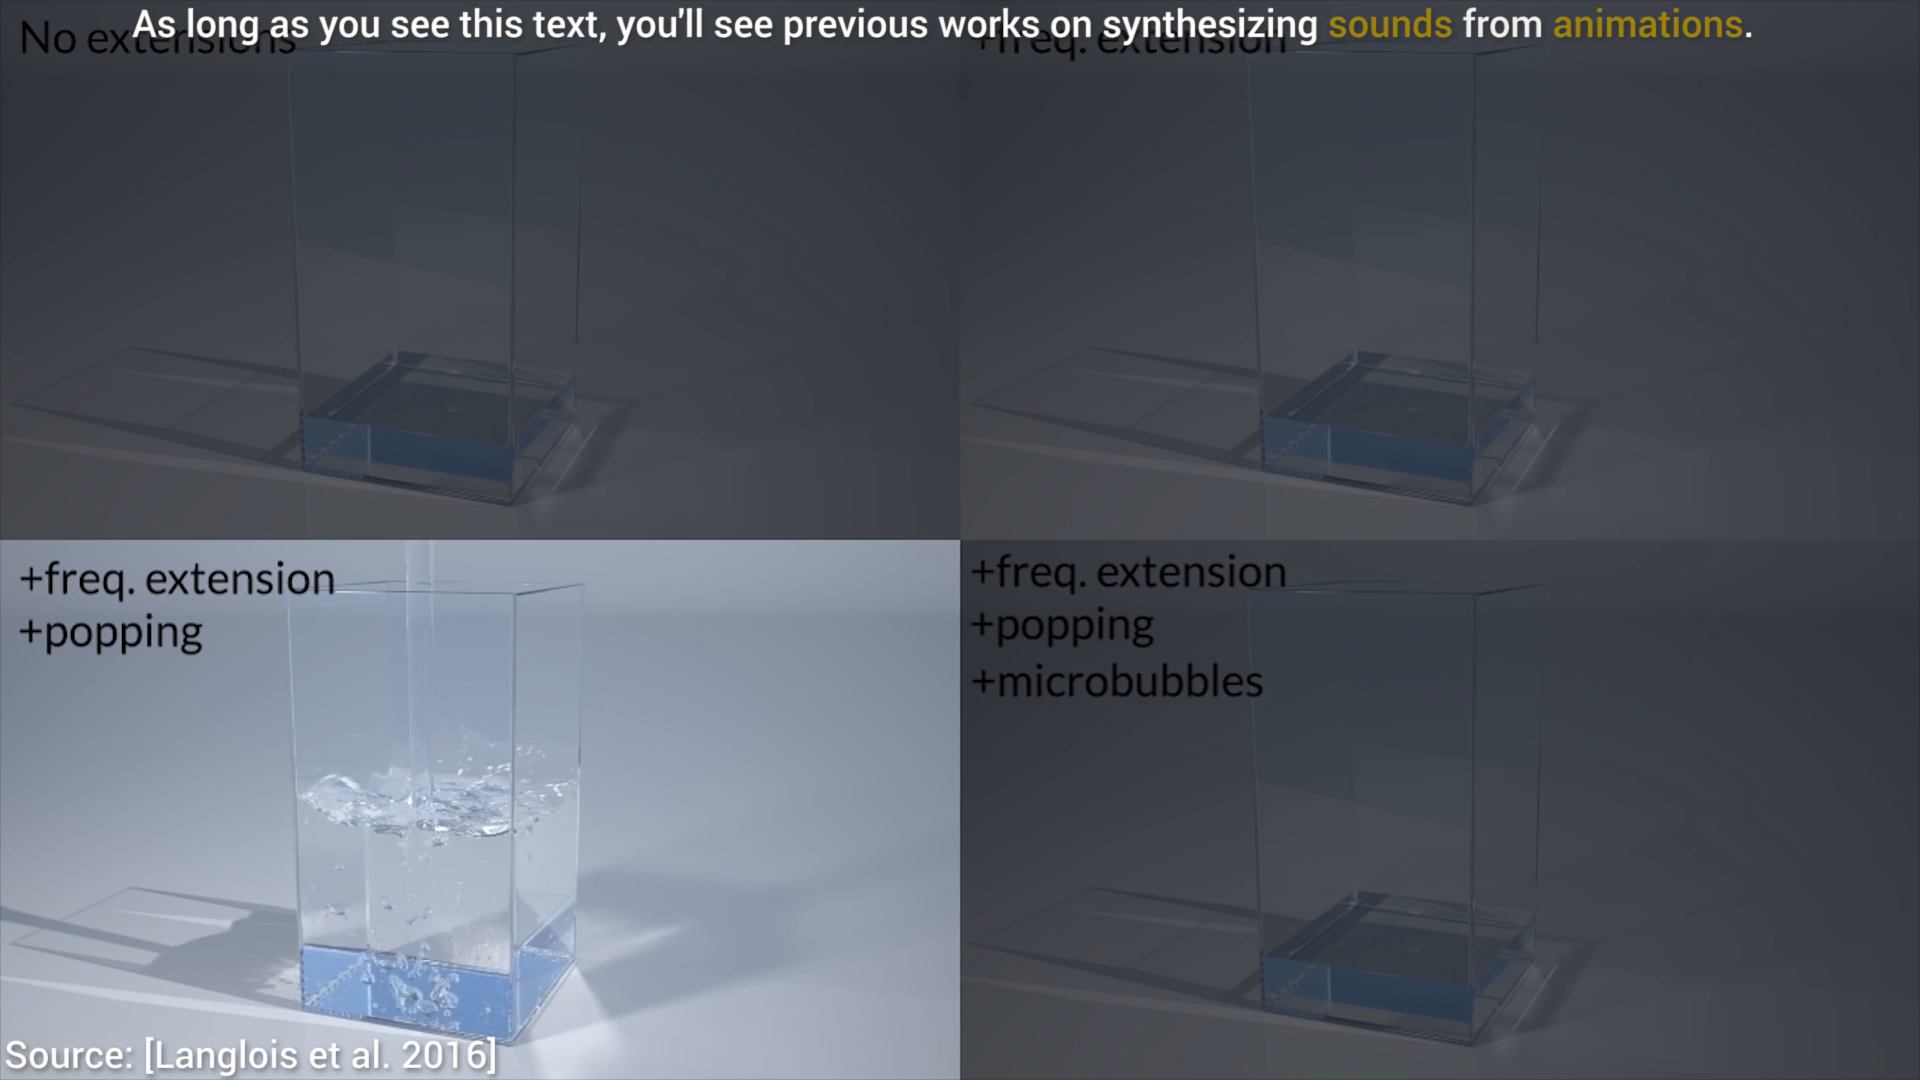 As long as you see this text, you'll see previous works on synthesizing sounds from animations.
No extensions
+freq. extension
+freq. extension
+popping
+freq. extension
+popping
+microbubbles
Source: [Langlois et al. 2016]